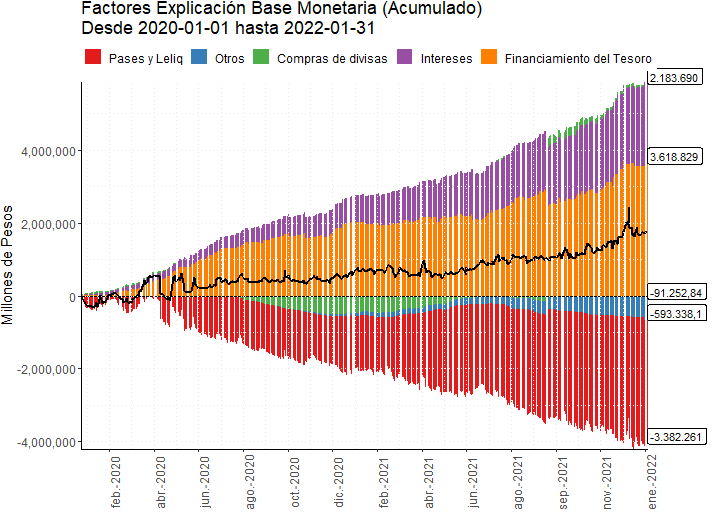 Factores Explicación Base Monetaria (Acumulado)
Desde 2020-01-01 hasta 2022-01-31
Pases y Leliq Otros Compras de divisas Intereses Financiamiento del Tesoro
Millones de Pesos
4,000,000
2,000,000
0
-2,000,000
-4,000,000
2.183.690
3.618.829
-91.252,84
-593.338,1
-3.382.261
feb.-2020
abr.-2020
jun.-2020
ago.-2020
oct.-2020
dic.-2020
feb.-2021
abr.-2021
jun.-2021
ago.-2021
sep.-2021
nov.-2021
ene.-2022